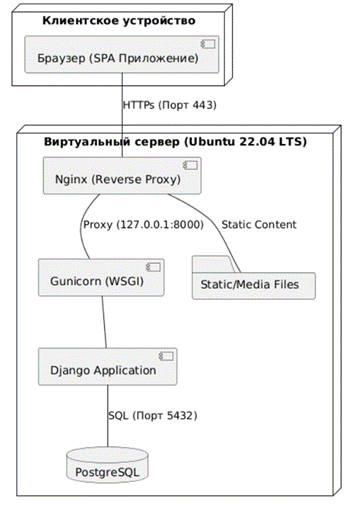 Клиентское устройство
Браузер (SPA Приложение)
HTTPs (Порт 443)
Виртуальный сервер (Ubuntu 22.04 LTS)
Nginx (Reverse Proxy)
Proxy (127.0.0.1:8000)
Static Content
Gunicorn (WSGI)
Static/Media Files
Django Application
SQL (Порт 5432)
PostgreSQL